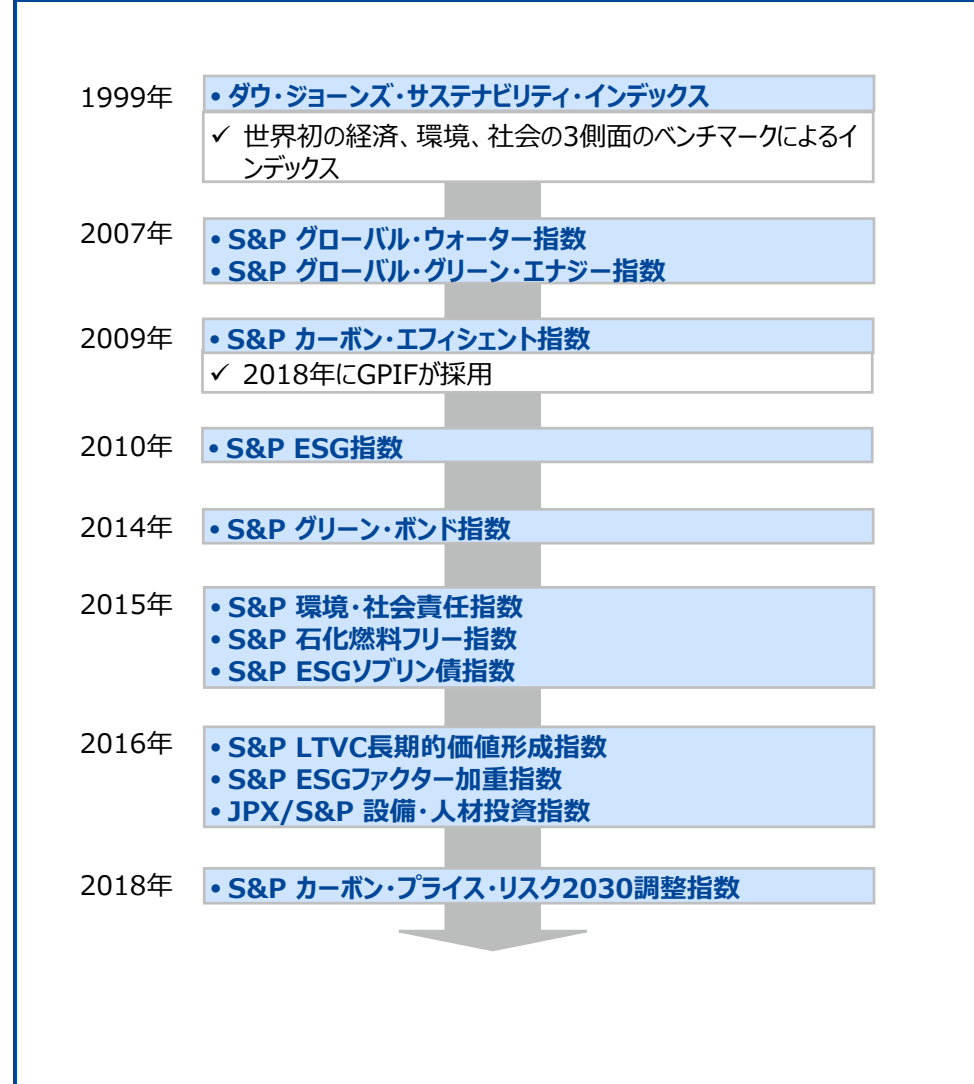 1999年
• ダウ・ジョーンズ・サステナビリティ・インデックス
✓ 世界初の経済、環境、社会の3側面のベンチマークによるイ
ンデックス
2007年
• S&P グローバル・ウォーター指数
• S&P グローバル・グリーン・エナジー指数
2009年
• S&P カーボン・エフィシェント指数
✓ 2018年にGPIFが採用
2010年
• S&P ESG指数
2014年
• S&P グリーン・ボンド指数
2015年
• S&P 環境・社会責任指数
• S&P 石化燃料フリー指数
• S&P ESGソブリン債指数
2016年
• S&P LTVC長期的価値形成指数
• S&P ESGファクター加重指数
• JPX/S&P 設備・人材投資指数
2018年
• S&P カーボン・プライス・リスク2030調整指数